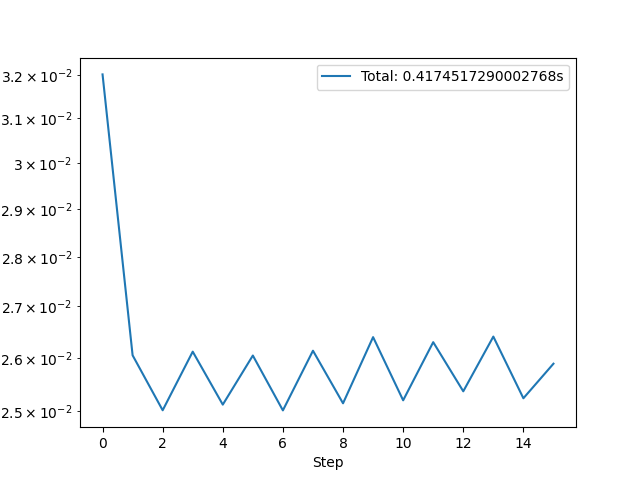 Total: 0.4174517290002768s
3.2 × 10⁻²
3.1 × 10⁻²
3 × 10⁻²
2.9 × 10⁻²
2.8 × 10⁻²
2.7 × 10⁻²
2.6 × 10⁻²
2.5 × 10⁻²
0 2 4 6 8 10 12 14
Step